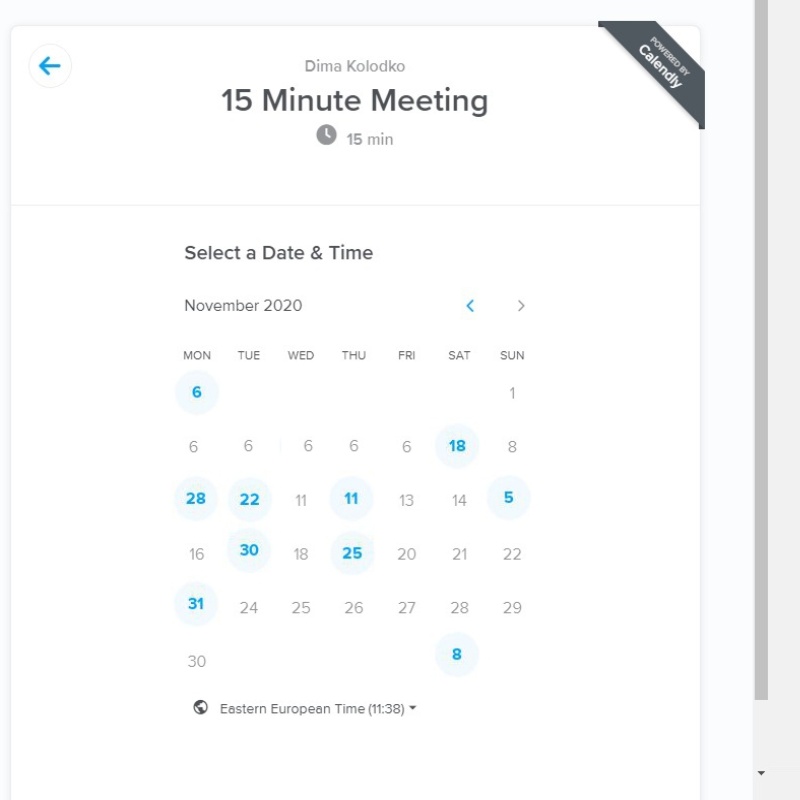 POWERED BY
Calendly
Dima Kolodko
15 Minute Meeting
15 min
Select a Date & Time
November 2020
MON TUE WED THU FRI SAT SUN
6 1
6 6 6 6 6 18 8
28 22 11 11 13 14 5
16 30 18 25 20 21 22
31 24 25 26 27 28 29
30 8
Eastern European Time (11:38)